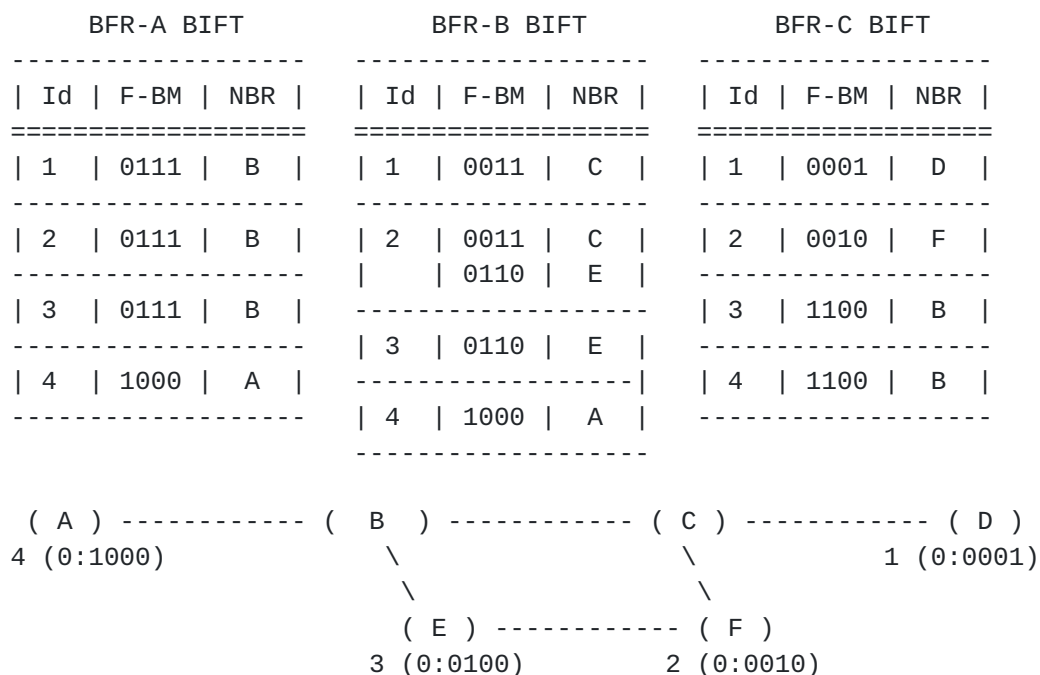 BFR-A BIFT            BFR-B BIFT             BFR-C BIFT
 -------------------   -------------------   -------------------
 | Id | F-BM | NBR |   | Id | F-BM | NBR |   | Id | F-BM | NBR |
 ===================   ===================   ===================
 | 1  | 0111 |  B  |   | 1  | 0011 |  C  |   | 1  | 0001 |  D  |
 -------------------   -------------------   -------------------
 | 2  | 0111 |  B  |   | 2  | 0011 |  C  |   | 2  | 0010 |  F  |
 -------------------   |    | 0110 |  E  |   -------------------
 | 3  | 0111 |  B  |   -------------------   | 3  | 1100 |  B  |
 -------------------   | 3  | 0110 |  E  |   -------------------
 | 4  | 1000 |  A  |   ------------------|   | 4  | 1100 |  B  |
 -------------------   | 4  | 1000 |  A  |   -------------------
                       -------------------

  ( A ) ------------ (  B  ) ------------ ( C ) ------------ ( D )
 4 (0:1000)              \                  \            1 (0:0001)
                          \                  \
                          ( E ) ------------ ( F )
                        3 (0:0100)         2 (0:0010)